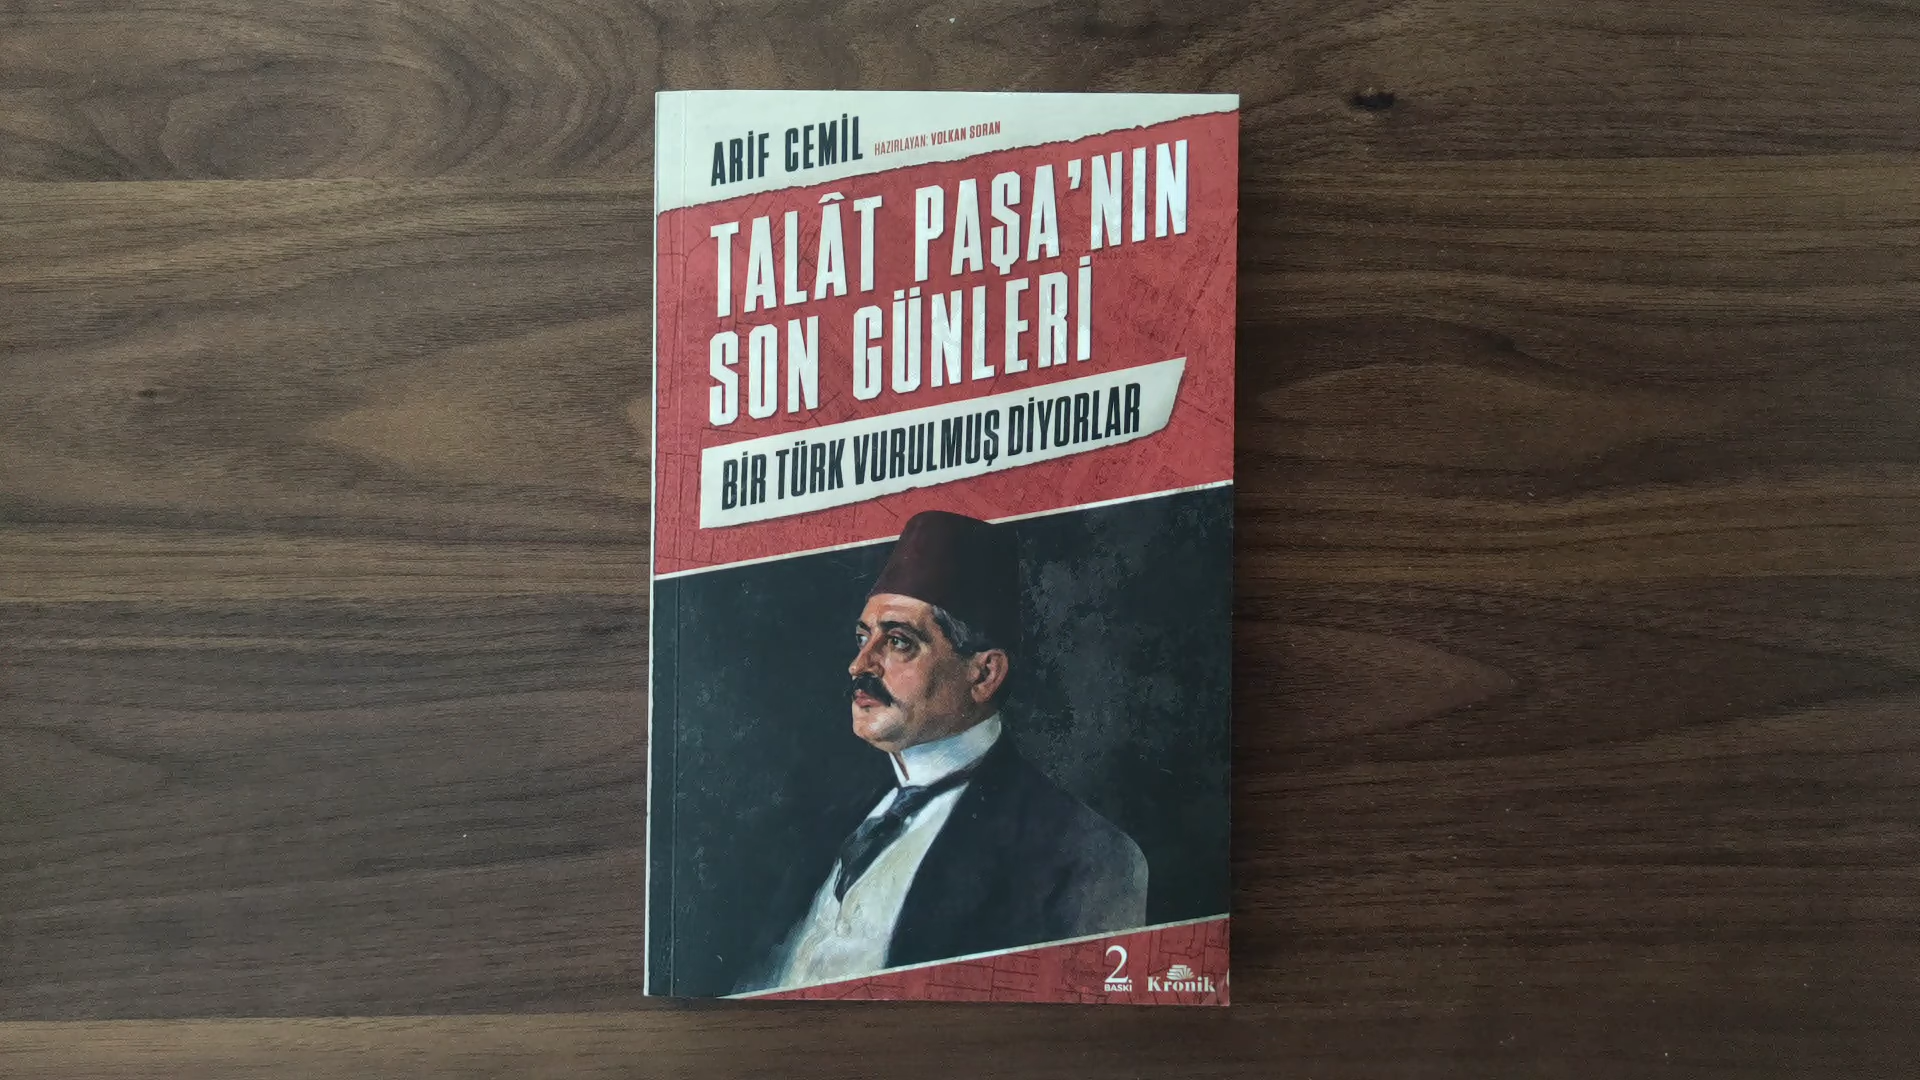 ARİF CEMİL HAZIRLAYAN: VOLKAN SORAN
TALÂT PAŞA'NIN
SON GÜNLERİ
BİR TÜRK VURULMUŞ DİYORLAR
2.
BASKI
Kronik